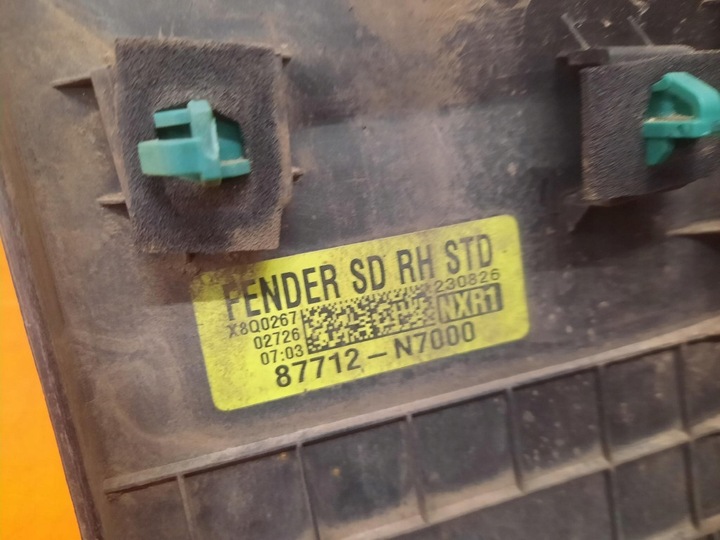 FENDER SD RH STD
X8Q0267
230826
02726
NXR1
07:03
87712-N7000